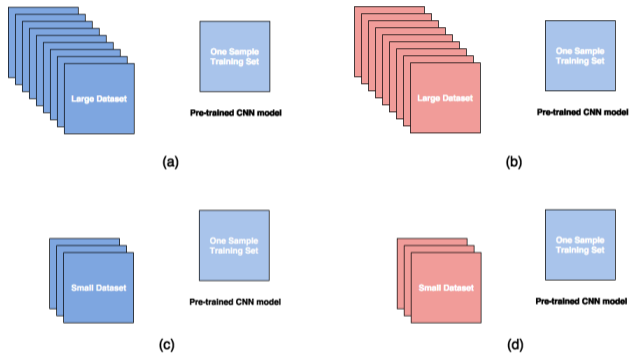 One Sample
Training Set
Large Dataset
Pre-trained CNN model
(a)
One Sample
Training Set
Large Dataset
Pre-trained CNN model
(b)
One Sample
Training Set
Small Dataset
Pre-trained CNN model
(c)
One Sample
Training Set
Small Dataset
Pre-trained CNN model
(d)